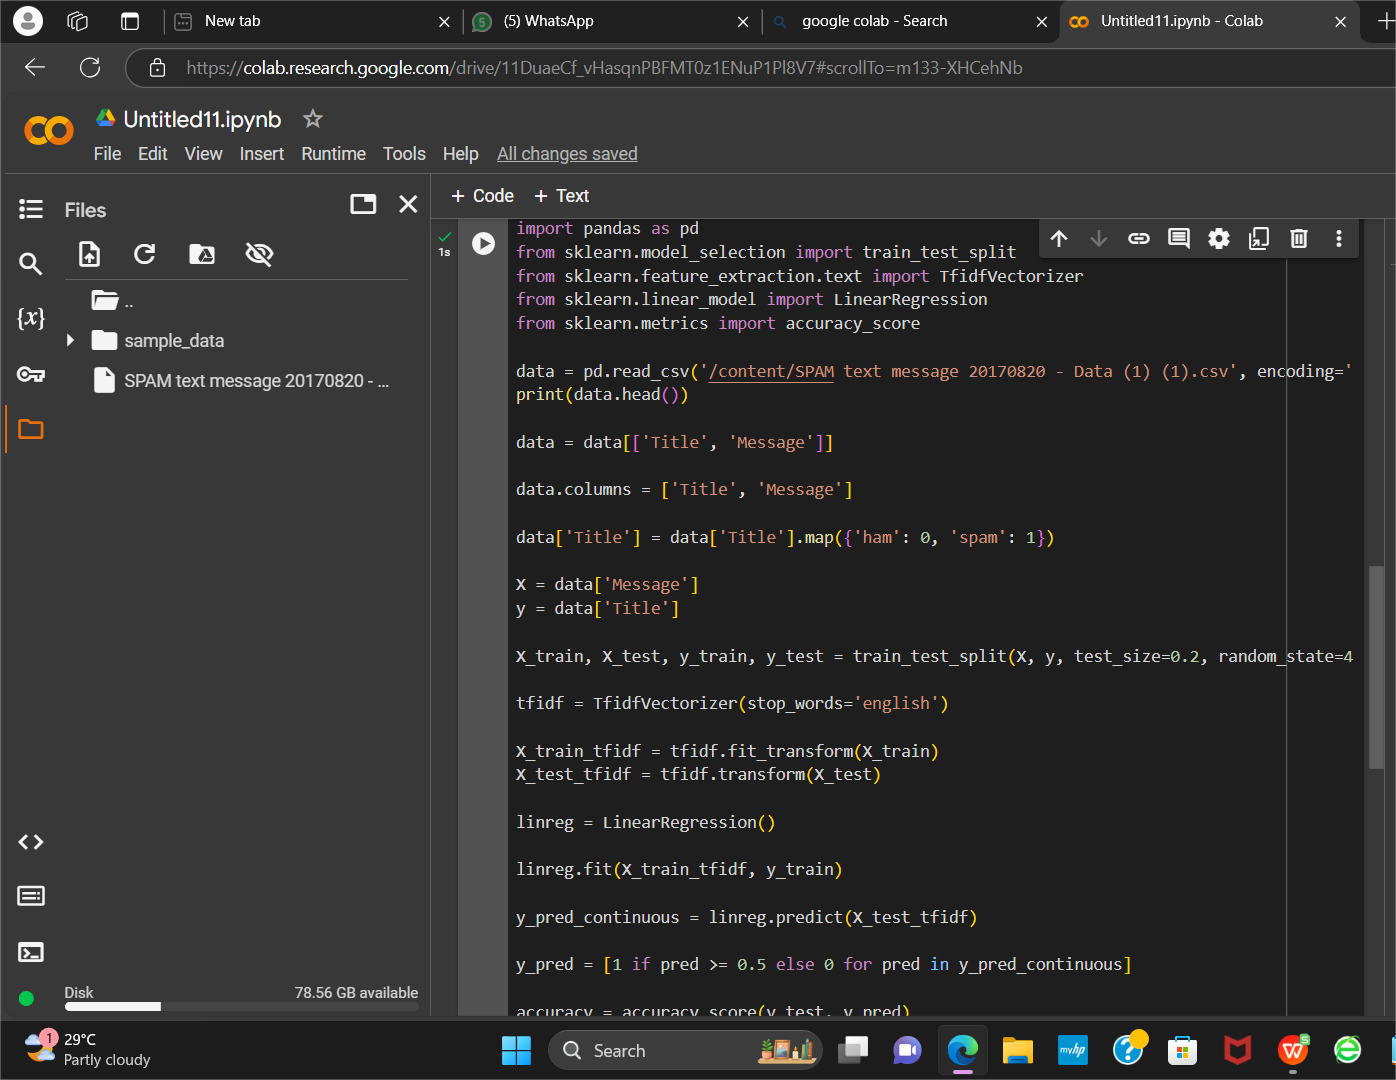 New tab
(5) WhatsApp
google colab - Search
Untitled11.ipynb - Colab
https://colab.research.google.com/drive/11DuaeCf_vHasqnPBFMT0z1ENuP1Pl8V7#scrollTo=m133-XHCehNb
Untitled11.ipynb
File Edit View Insert Runtime Tools Help All changes saved
Files
+ Code + Text
..
sample_data
SPAM text message 20170820 - ...
{x}
1s
import pandas as pd
from sklearn.model_selection import train_test_split
from sklearn.feature_extraction.text import TfidfVectorizer
from sklearn.linear_model import LinearRegression
from sklearn.metrics import accuracy_score
data = pd.read_csv('/content/SPAM text message 20170820 - Data (1) (1).csv', encoding='
print(data.head())
data = data[['Title', 'Message']]
data.columns = ['Title', 'Message']
data['Title'] = data['Title'].map({'ham': 0, 'spam': 1})
X = data['Message']
y = data['Title']
X_train, X_test, y_train, y_test = train_test_split(X, y, test_size=0.2, random_state=4
tfidf = TfidfVectorizer(stop_words='english')
X_train_tfidf = tfidf.fit_transform(X_train)
X_test_tfidf = tfidf.transform(X_test)
linreg = LinearRegression()
linreg.fit(X_train_tfidf, y_train)
y_pred_continuous = linreg.predict(X_test_tfidf)
y_pred = [1 if pred >= 0.5 else 0 for pred in y_pred_continuous]
accuracy = accuracy_score(y_test, y_pred)
Disk 78.56 GB available
1
29°C
Partly cloudy
Search
myhp